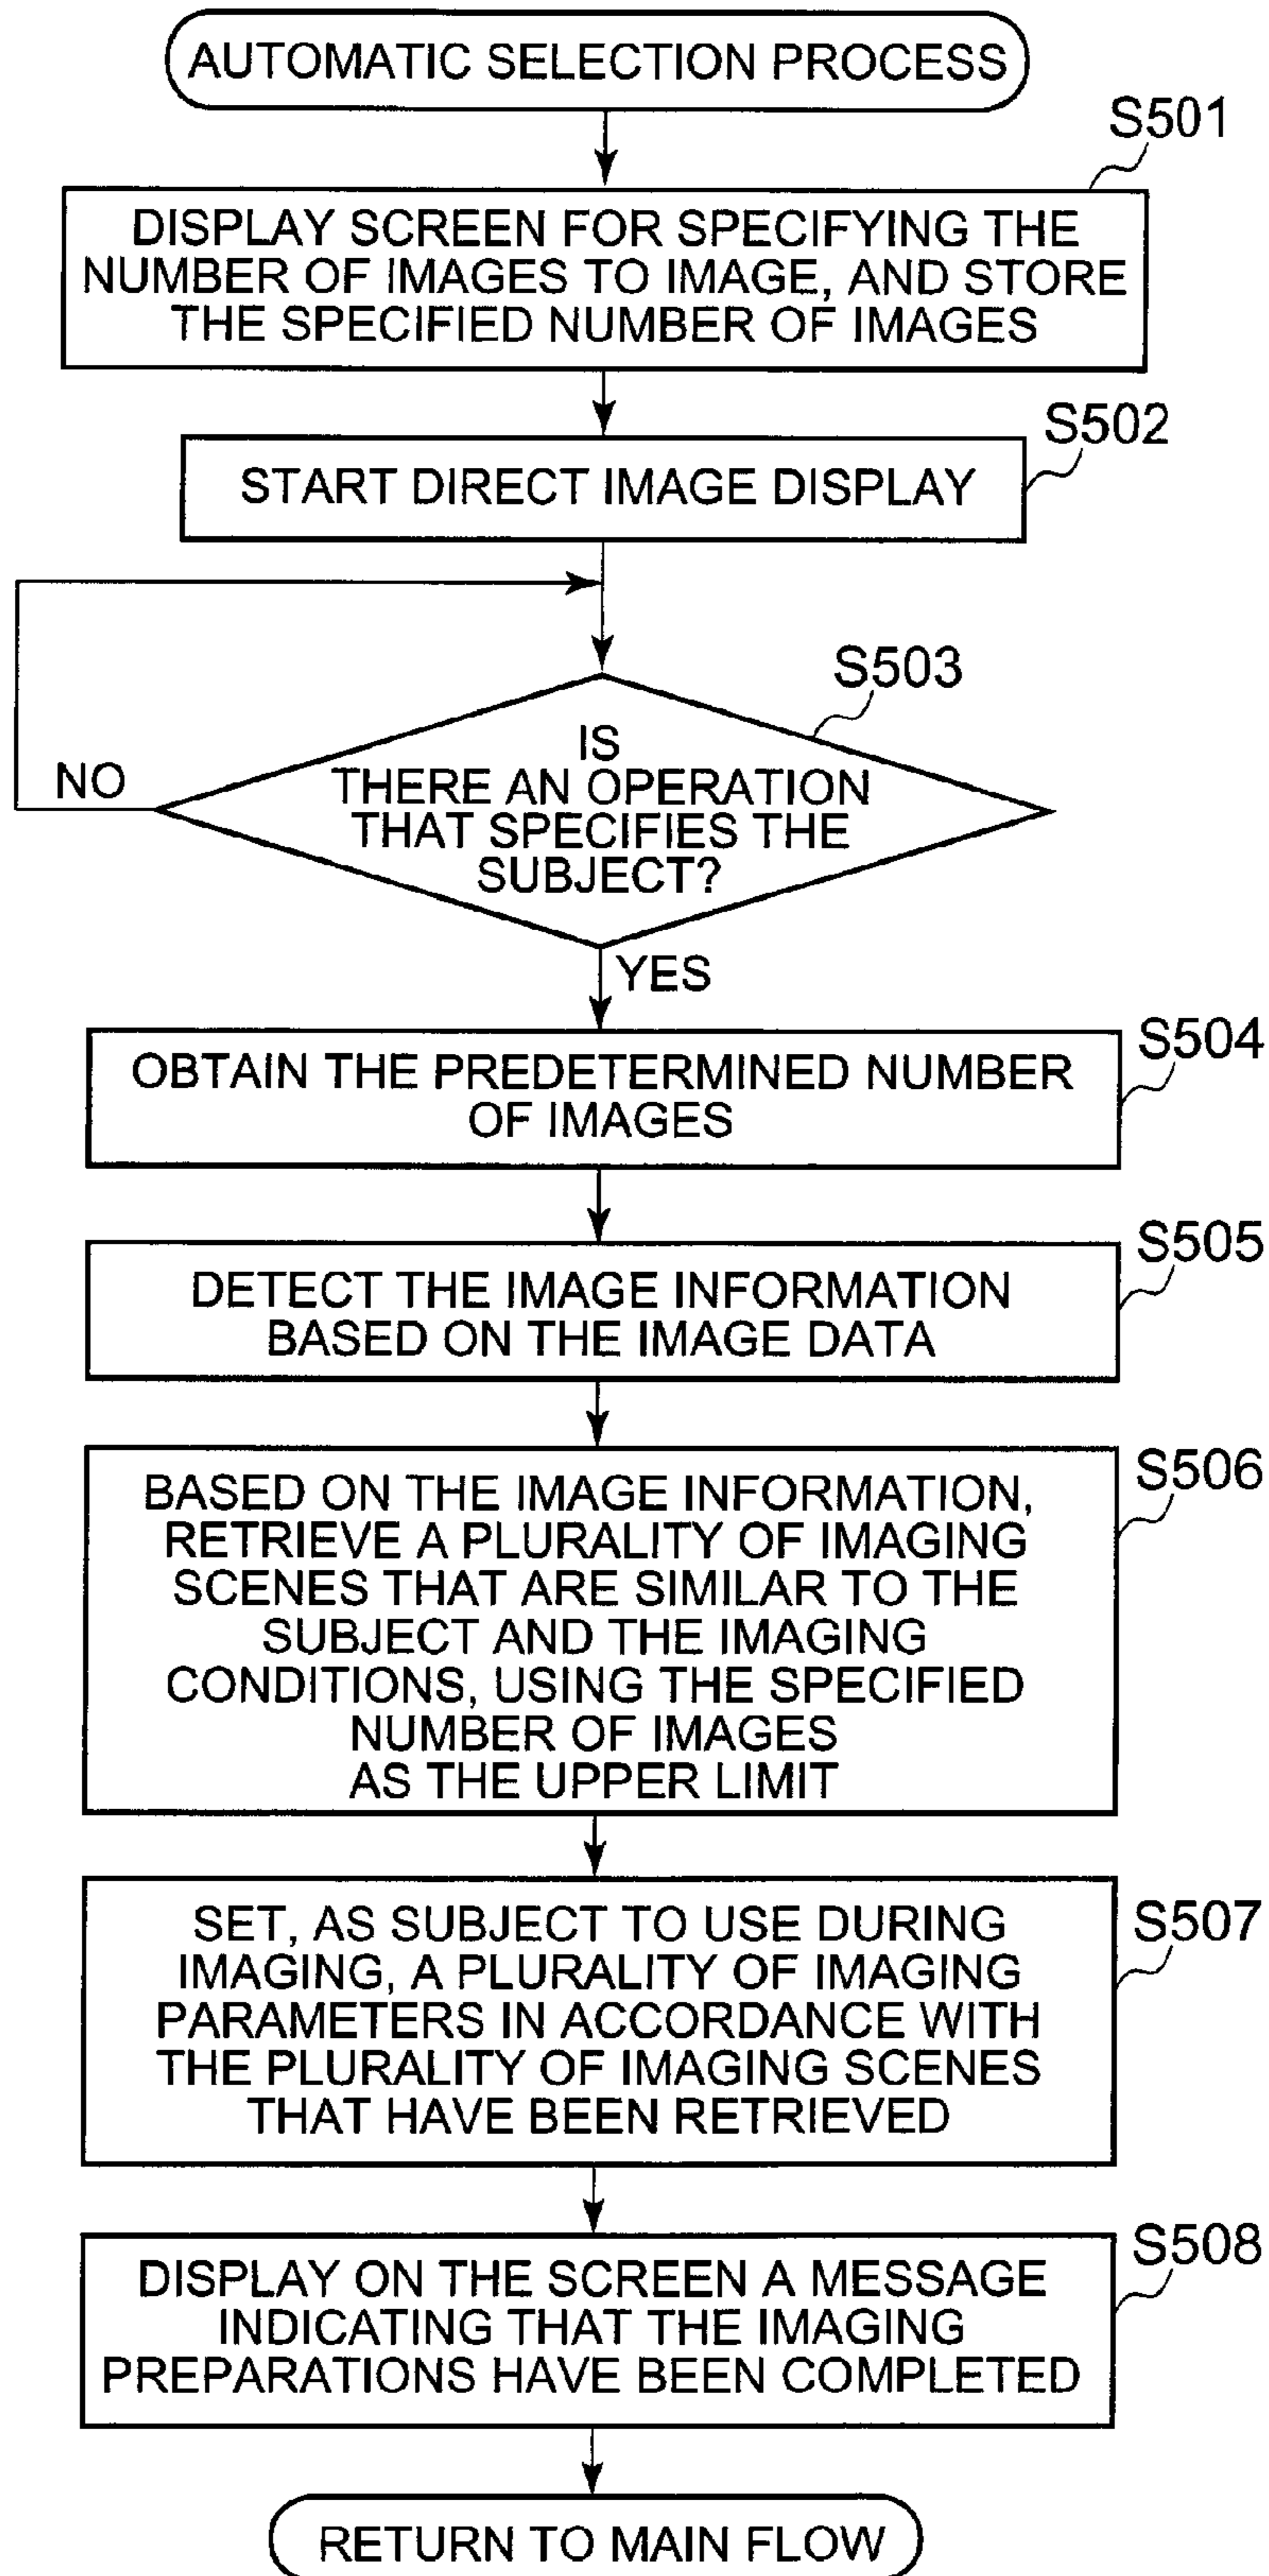 AUTOMATIC SELECTION PROCESS
S501
DISPLAY SCREEN FOR SPECIFYING THE
NUMBER OF IMAGES TO IMAGE, AND STORE
THE SPECIFIED NUMBER OF IMAGES
S502
START DIRECT IMAGE DISPLAY
S503
IS
THERE AN OPERATION
THAT SPECIFIES THE
SUBJECT?
NO
YES
S504
OBTAIN THE PREDETERMINED NUMBER
OF IMAGES
S505
DETECT THE IMAGE INFORMATION
BASED ON THE IMAGE DATA
S506
BASED ON THE IMAGE INFORMATION,
RETRIEVE A PLURALITY OF IMAGING
SCENES THAT ARE SIMILAR TO THE
SUBJECT AND THE IMAGING
CONDITIONS, USING THE SPECIFIED
NUMBER OF IMAGES
AS THE UPPER LIMIT
S507
SET, AS SUBJECT TO USE DURING
IMAGING, A PLURALITY OF IMAGING
PARAMETERS IN ACCORDANCE WITH
THE PLURALITY OF IMAGING SCENES
THAT HAVE BEEN RETRIEVED
S508
DISPLAY ON THE SCREEN A MESSAGE
INDICATING THAT THE IMAGING
PREPARATIONS HAVE BEEN COMPLETED
RETURN TO MAIN FLOW